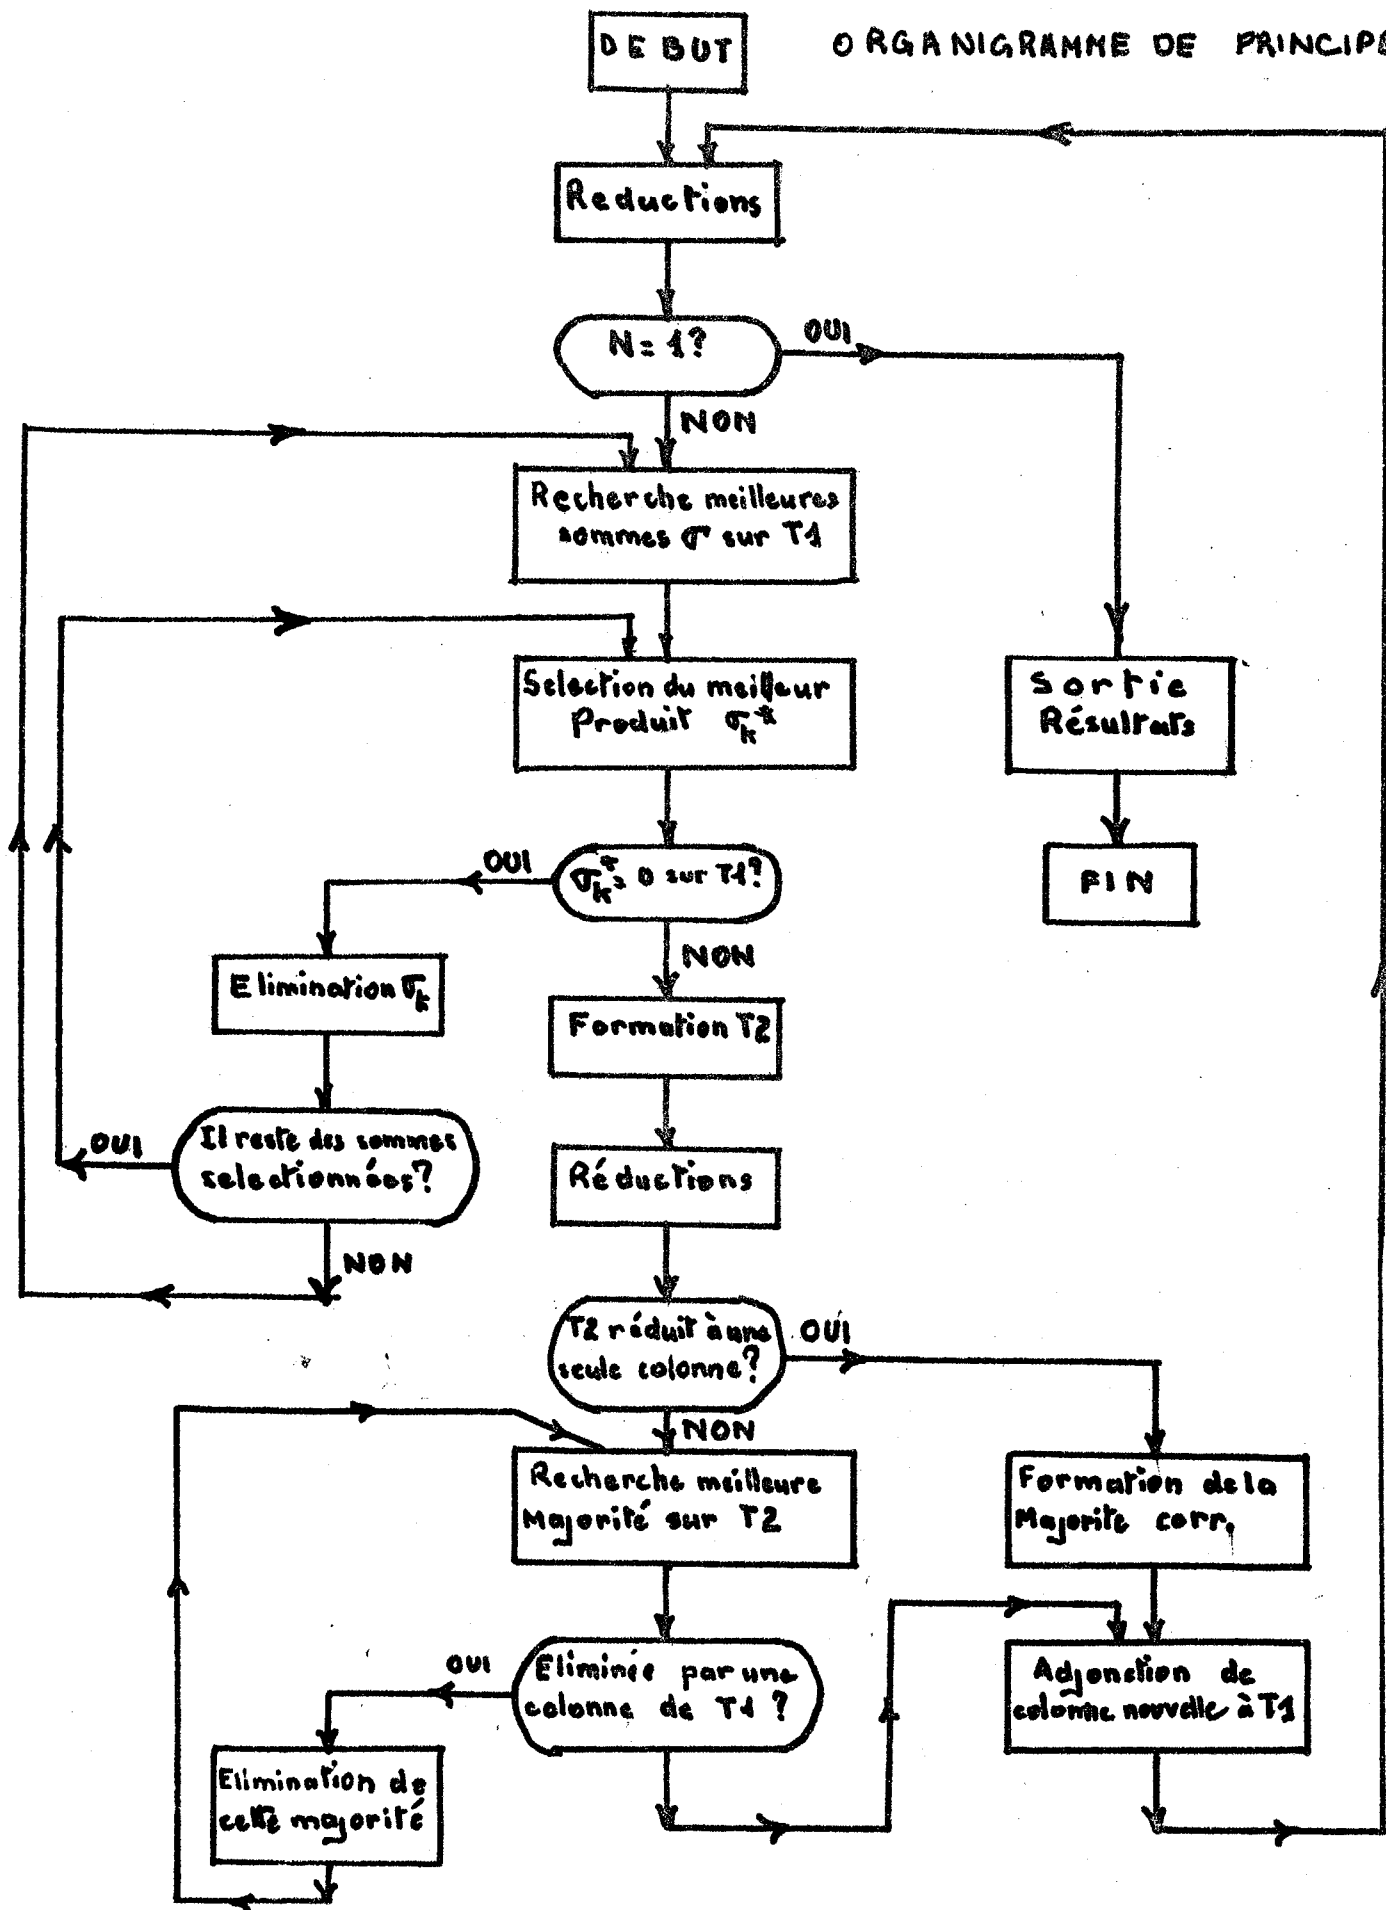 DEBUT
ORGANIGRAMME DE PRINCIPE
Reductions
N = 1?
OUI
NON
Recherche meilleures
sommes σ sur T1
Selection du meilleur
Produit σk*
Sortie
Résultats
OUI
σk* = 0 sur T1?
FIN
NON
Elimination σk
Formation T2
OUI
Il reste des sommes
selectionnées?
Réductions
NON
T2 réduit à une
seule colonne?
OUI
NON
Recherche meilleure
Majorité sur T2
Formation de la
Majorite corr.
OUI
Eliminée par une
colonne de T1 ?
Adjonction de
colonne nouvelle à T1
Elimination de
cette majorité